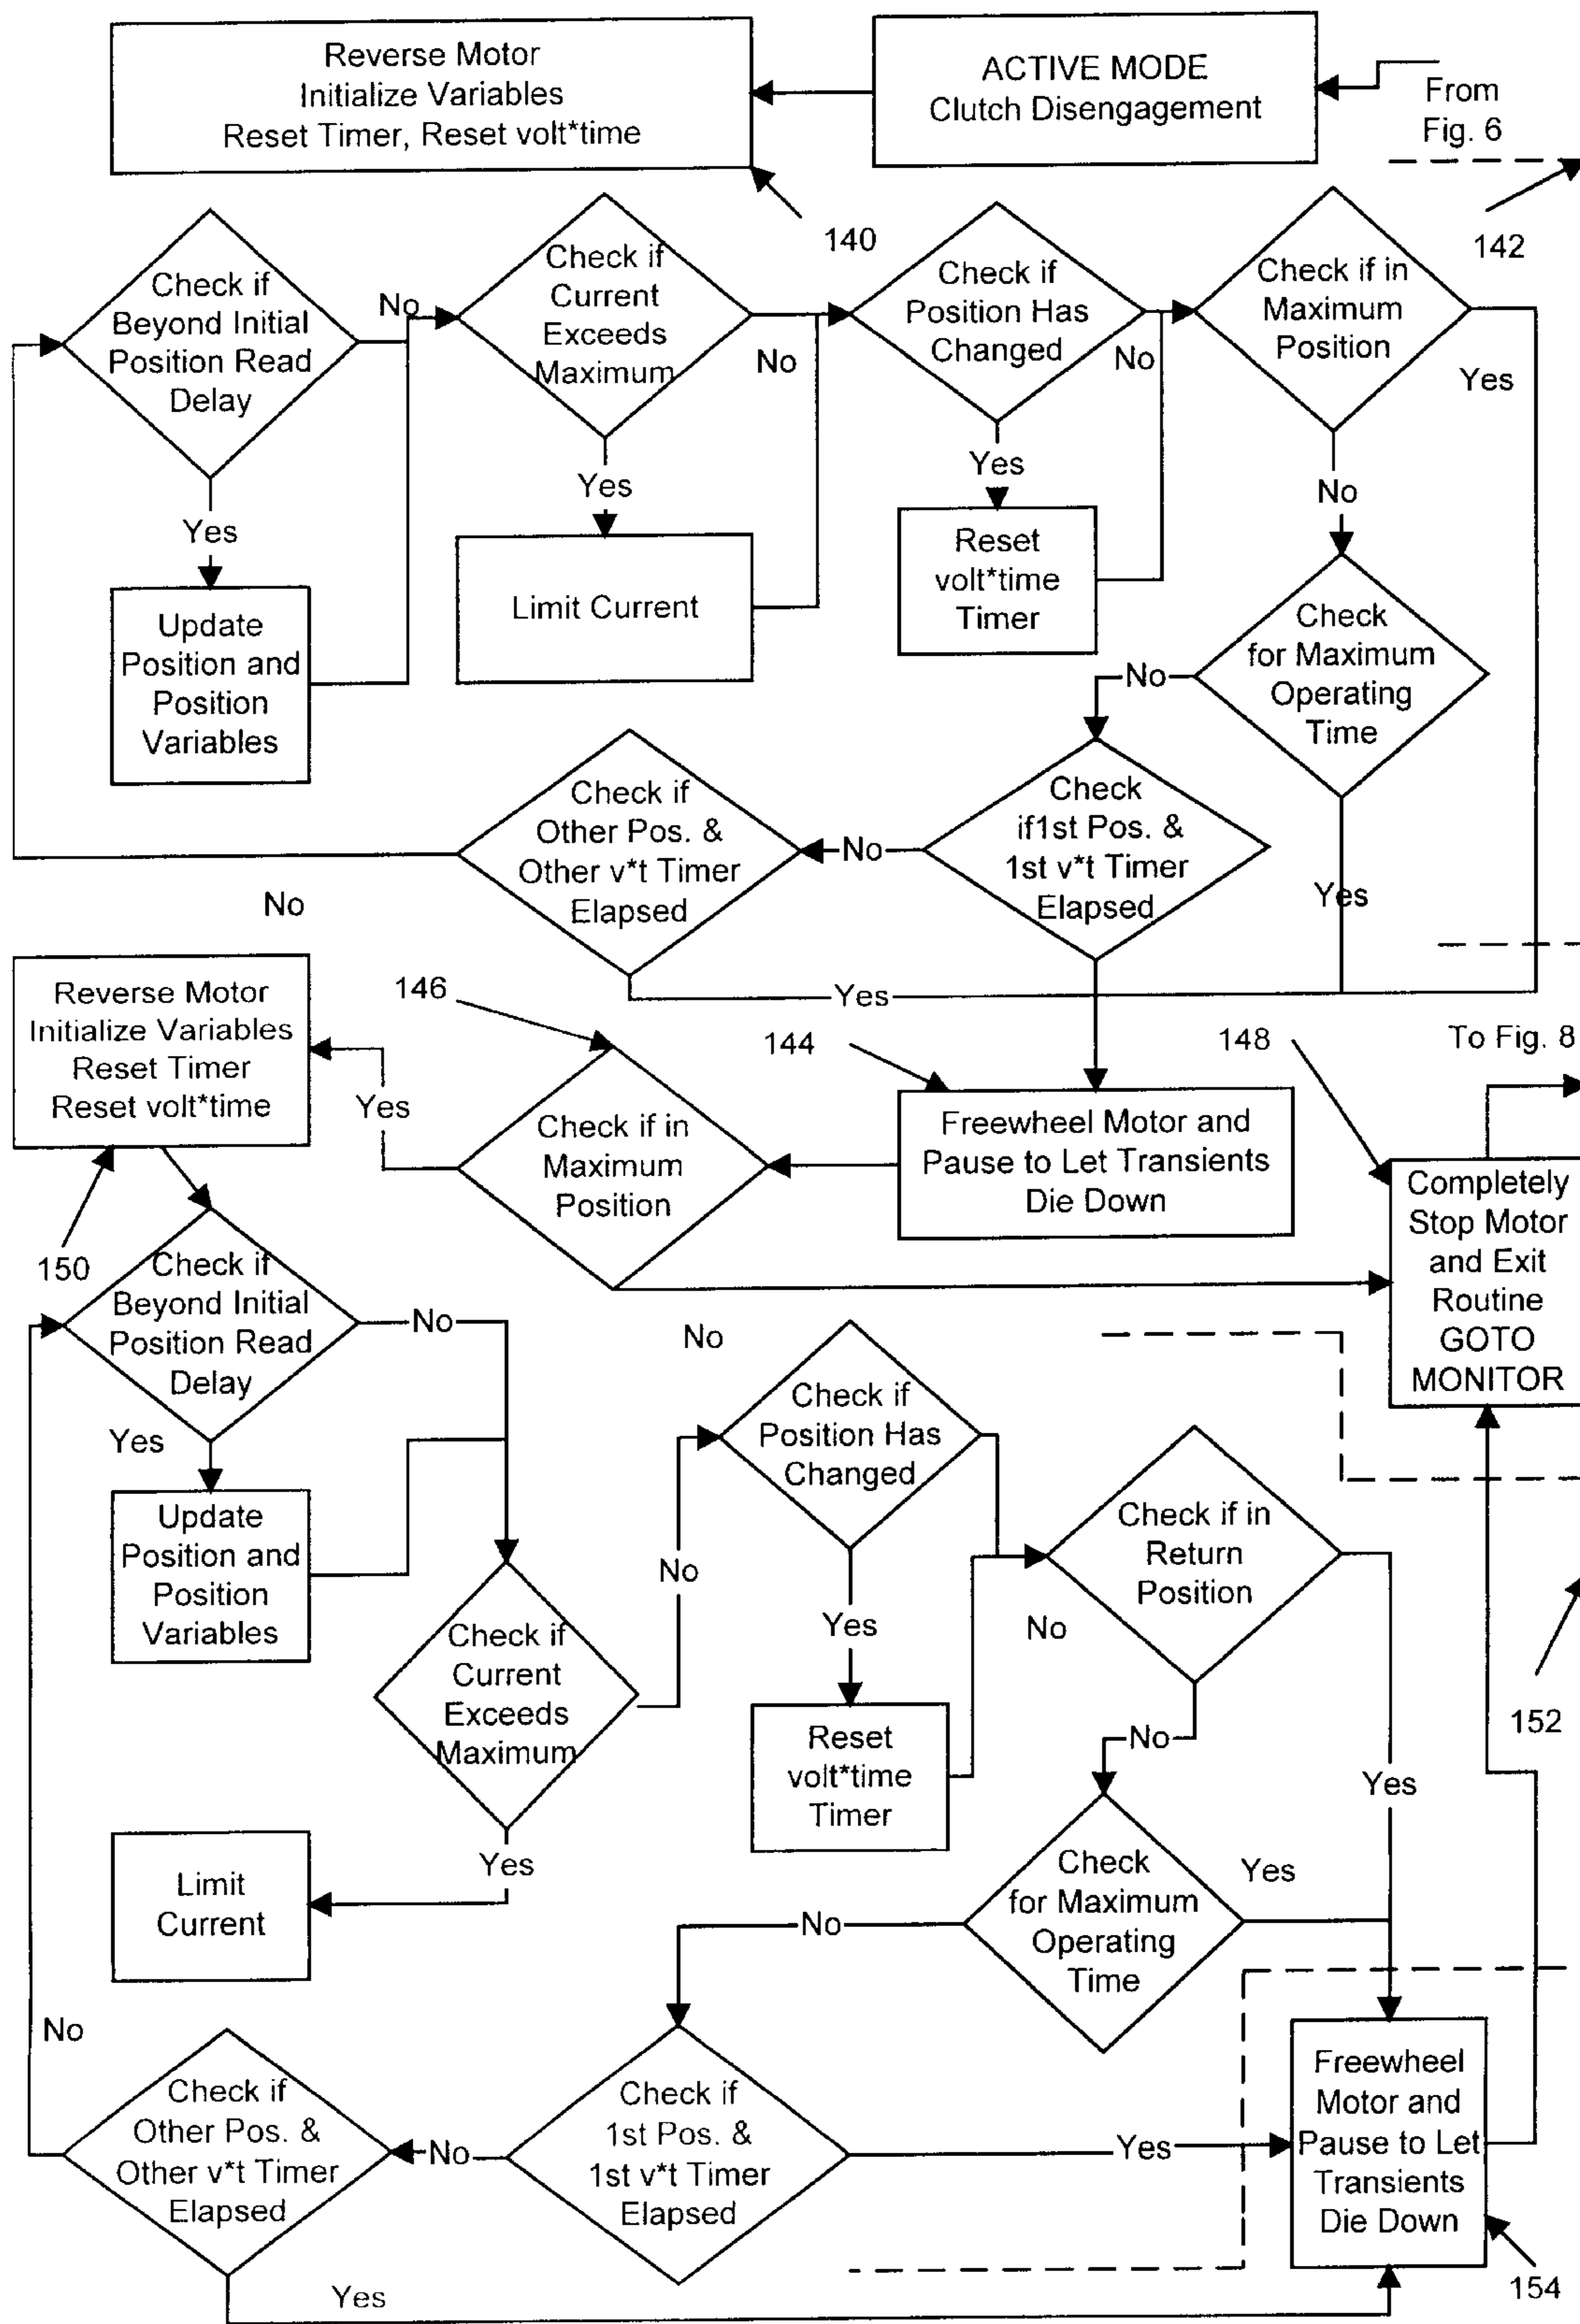 Reverse Motor
Initialize Variables
Reset Timer, Reset volt*time
ACTIVE MODE
Clutch Disengagement
From
Fig. 6
140
142
Check if
Beyond Initial
Position Read
Delay
No
Yes
Update
Position and
Position
Variables
Check if
Current
Exceeds
Maximum
No
Yes
Limit Current
Check if
Position Has
Changed
No
Yes
Reset
volt*time
Timer
Check if in
Maximum
Position
Yes
No
Check
for Maximum
Operating
Time
No
Yes
Check
if1st Pos. &
1st v*t Timer
Elapsed
No
Check if
Other Pos. &
Other v*t Timer
Elapsed
No
Yes
Reverse Motor
Initialize Variables
Reset Timer
Reset volt*time
146
144
148
To Fig. 8
Yes
Check if in
Maximum
Position
Freewheel Motor and
Pause to Let Transients
Die Down
Completely
Stop Motor
and Exit
Routine
GOTO
MONITOR
150
Check if
Beyond Initial
Position Read
Delay
No
Yes
Update
Position and
Position
Variables
No
Check if
Current
Exceeds
Maximum
No
Yes
Limit
Current
Check if
Position Has
Changed
Yes
No
Reset
volt*time
Timer
Check if in
Return
Position
No
Yes
152
Check
for Maximum
Operating
Time
Yes
No
No
Check if
Other Pos. &
Other v*t Timer
Elapsed
No
Check if
1st Pos. &
1st v*t Timer
Elapsed
Yes
Freewheel
Motor and
Pause to Let
Transients
Die Down
Yes
154